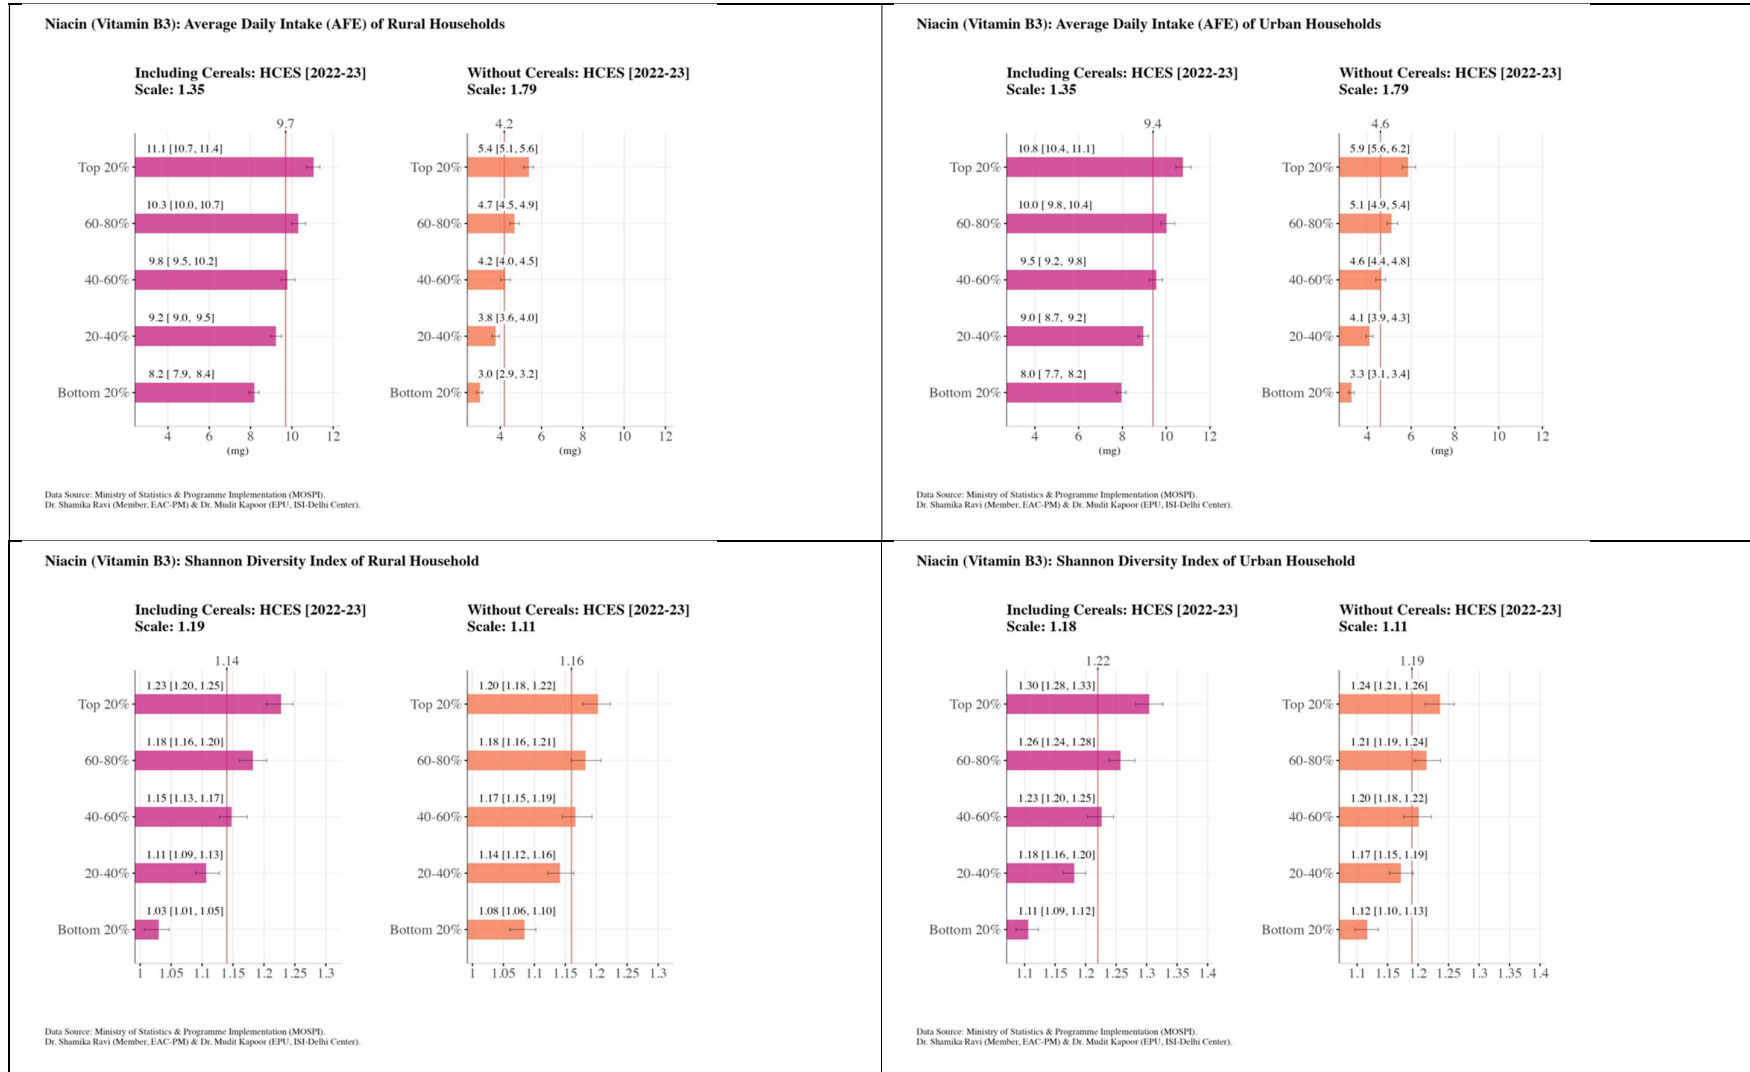 Niacin (Vitamin B3): Average Daily Intake (AFE) of Rural Households
Including Cereals: HCES [2022-23]
Scale: 1.35
9.7
Top 20%
11.1 [10.7, 11.4]
60-80%
10.3 [10.0, 10.7]
40-60%
9.8 [ 9.5, 10.2]
20-40%
9.2 [ 9.0, 9.5]
Bottom 20%
8.2 [ 7.9, 8.4]
4 6 8 10 12
(mg)
Without Cereals: HCES [2022-23]
Scale: 1.79
4.2
Top 20%
5.4 [5.1, 5.6]
60-80%
4.7 [4.5, 4.9]
40-60%
4.2 [4.0, 4.5]
20-40%
3.8 [3.6, 4.0]
Bottom 20%
3.0 [2.9, 3.2]
4 6 8 10 12
(mg)
Data Source: Ministry of Statistics & Programme Implementation (MOSPI).
Dr. Shamika Ravi (Member, EAC-PM) & Dr. Mudit Kapoor (EPU, ISI-Delhi Center).
Niacin (Vitamin B3): Average Daily Intake (AFE) of Urban Households
Including Cereals: HCES [2022-23]
Scale: 1.35
9.4
Top 20%
10.8 [10.4, 11.1]
60-80%
10.0 [ 9.8, 10.4]
40-60%
9.5 [ 9.2, 9.8]
20-40%
9.0 [ 8.7, 9.2]
Bottom 20%
8.0 [ 7.7, 8.2]
4 6 8 10 12
(mg)
Without Cereals: HCES [2022-23]
Scale: 1.79
4.6
Top 20%
5.9 [5.6, 6.2]
60-80%
5.1 [4.9, 5.4]
40-60%
4.6 [4.4, 4.8]
20-40%
4.1 [3.9, 4.3]
Bottom 20%
3.3 [3.1, 3.4]
4 6 8 10 12
(mg)
Data Source: Ministry of Statistics & Programme Implementation (MOSPI).
Dr. Shamika Ravi (Member, EAC-PM) & Dr. Mudit Kapoor (EPU, ISI-Delhi Center).
Niacin (Vitamin B3): Shannon Diversity Index of Rural Household
Including Cereals: HCES [2022-23]
Scale: 1.19
1.14
Top 20%
1.23 [1.20, 1.25]
60-80%
1.18 [1.16, 1.20]
40-60%
1.15 [1.13, 1.17]
20-40%
1.11 [1.09, 1.13]
Bottom 20%
1.03 [1.01, 1.05]
1 1.05 1.1 1.15 1.2 1.25 1.3
Without Cereals: HCES [2022-23]
Scale: 1.11
1.16
Top 20%
1.20 [1.18, 1.22]
60-80%
1.18 [1.16, 1.21]
40-60%
1.17 [1.15, 1.19]
20-40%
1.14 [1.12, 1.16]
Bottom 20%
1.08 [1.06, 1.10]
1 1.05 1.1 1.15 1.2 1.25 1.3
Data Source: Ministry of Statistics & Programme Implementation (MOSPI).
Dr. Shamika Ravi (Member, EAC-PM) & Dr. Mudit Kapoor (EPU, ISI-Delhi Center).
Niacin (Vitamin B3): Shannon Diversity Index of Urban Household
Including Cereals: HCES [2022-23]
Scale: 1.18
1.22
Top 20%
1.30 [1.28, 1.33]
60-80%
1.26 [1.24, 1.28]
40-60%
1.23 [1.20, 1.25]
20-40%
1.18 [1.16, 1.20]
Bottom 20%
1.11 [1.09, 1.12]
1.1 1.15 1.2 1.25 1.3 1.35 1.4
Without Cereals: HCES [2022-23]
Scale: 1.11
1.19
Top 20%
1.24 [1.21, 1.26]
60-80%
1.21 [1.19, 1.24]
40-60%
1.20 [1.18, 1.22]
20-40%
1.17 [1.15, 1.19]
Bottom 20%
1.12 [1.10, 1.13]
1.1 1.15 1.2 1.25 1.3 1.35 1.4
Data Source: Ministry of Statistics & Programme Implementation (MOSPI).
Dr. Shamika Ravi (Member, EAC-PM) & Dr. Mudit Kapoor (EPU, ISI-Delhi Center).